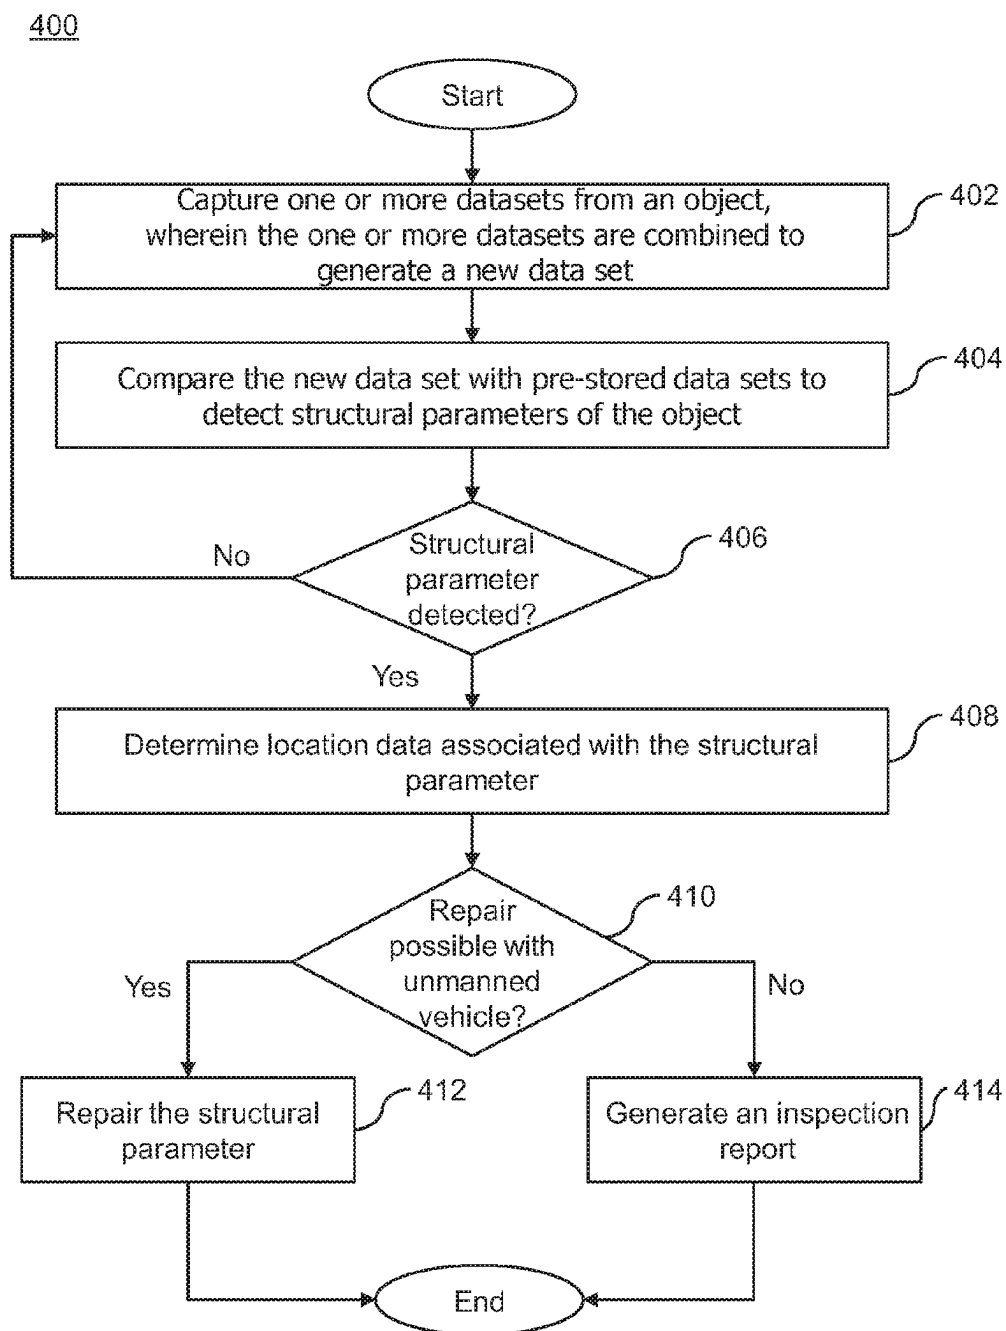 400
Start
Capture one or more datasets from an object,
wherein the one or more datasets are combined to
generate a new data set
402
Compare the new data set with pre-stored data sets to
detect structural parameters of the object
404
Structural
parameter
detected?
406
No
Yes
Determine location data associated with the structural
parameter
408
Repair
possible with
unmanned
vehicle?
410
Yes
No
Repair the structural
parameter
412
Generate an inspection
report
414
End